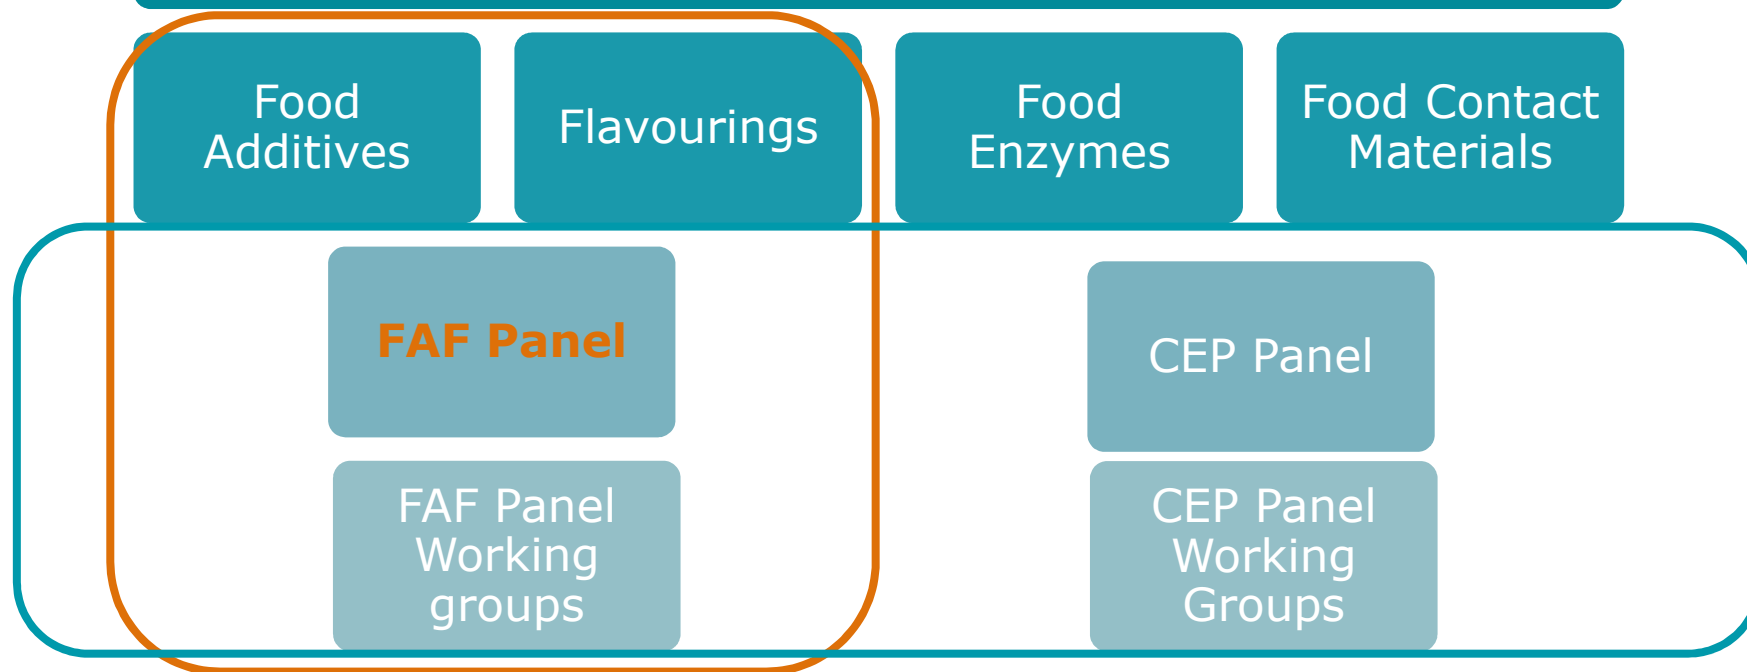 Food
Additives
Flavourings
Food
Enzymes
Food Contact
Materials
FAF Panel
CEP Panel
FAF Panel
Working
groups
CEP Panel
Working
Groups